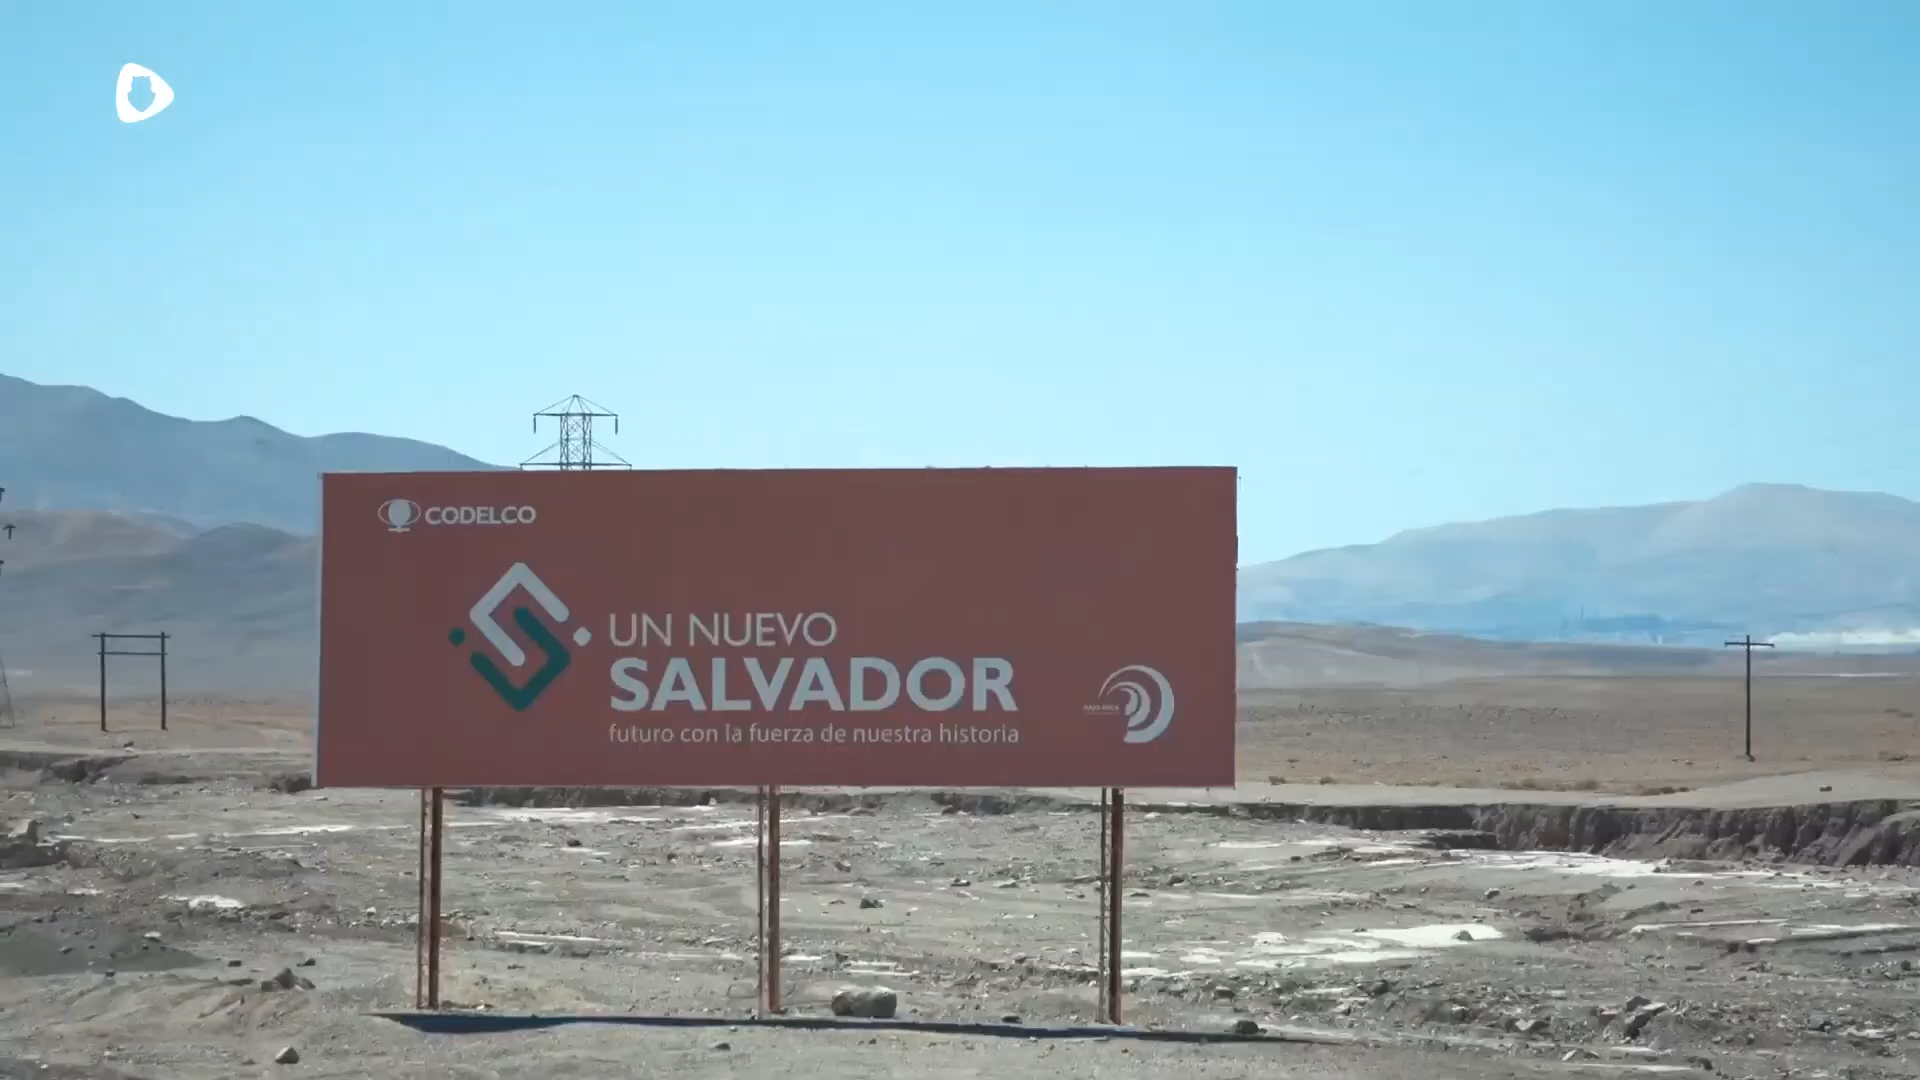 CODELCO
UN NUEVO
SALVADOR
futuro con la fuerza de nuestra historia